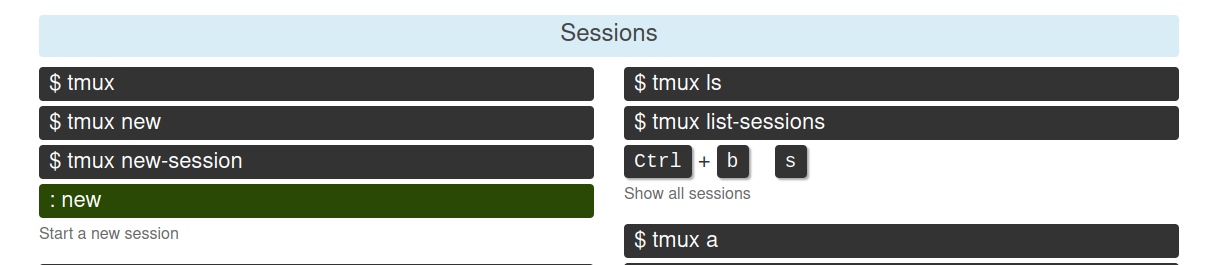 Sessions
$ tmux
$ tmux new
$ tmux new-session
: new
Start a new session
$ tmux ls
$ tmux list-sessions
Ctrl + b s
Show all sessions
$ tmux a